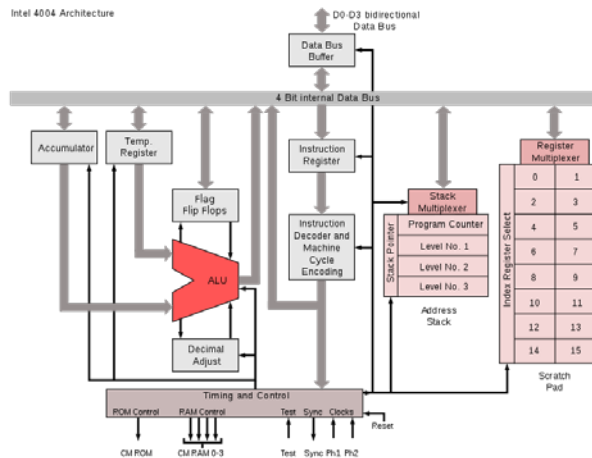 Intel 4004 Architecture
D0-D3 bidirectional
Data Bus
Data Bus
Buffer
4 Bit internal Data Bus
Accumulator
Temp.
Register
Flag
Flip Flops
ALU
Decimal
Adjust
Instruction
Register
Instruction
Decoder and
Machine
Cycle
Encoding
Stack
Multiplexer
Stack Pointer
Program Counter
Level No. 1
Level No. 2
Level No. 3
Address
Stack
Register
Multiplexer
Index Register Select
0 1
2 3
4 5
6 7
8 9
10 11
12 13
14 15
Scratch
Pad
Timing and Control
ROM Control RAM Control Test Sync Clocks
Reset
CM ROM CM RAM 0-3 Test Sync Ph1 Ph2